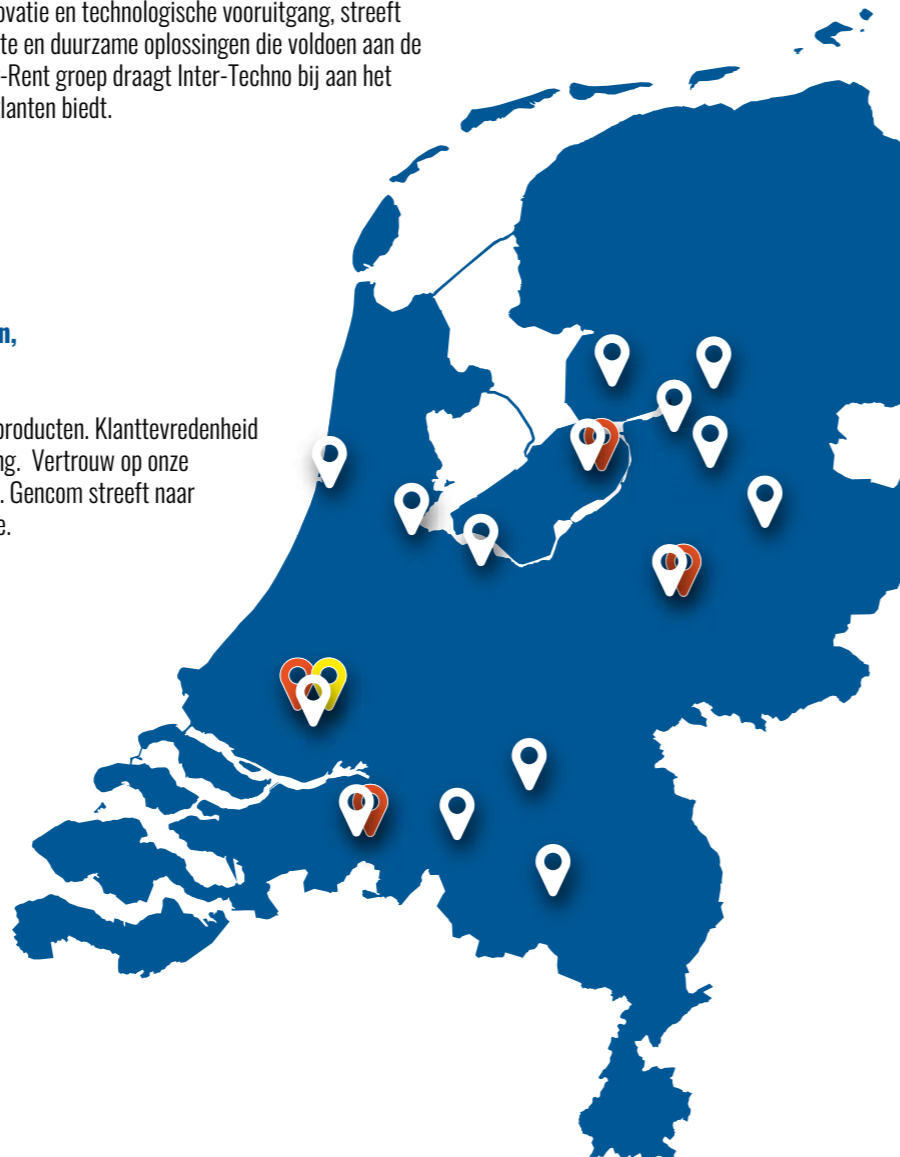 ovatie en technologische vooruitgang, streeft
te en duurzame oplossingen die voldoen aan de
-Rent groep draagt Inter-Techno bij aan het
lanten biedt.
n,
producten. Klanttevredenheid
ng. Vertrouw op onze
. Gencom streeft naar
e.